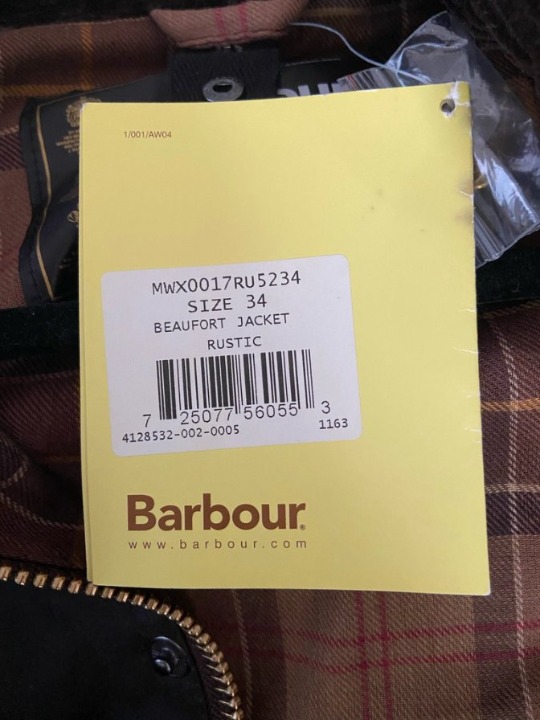 1/001/AW04
MWX0017RU5234
SIZE 34
BEAUFORT JACKET
RUSTIC
7 25077 56055 3
4128532-002-0005 1163
Barbour®
www.barbour.com